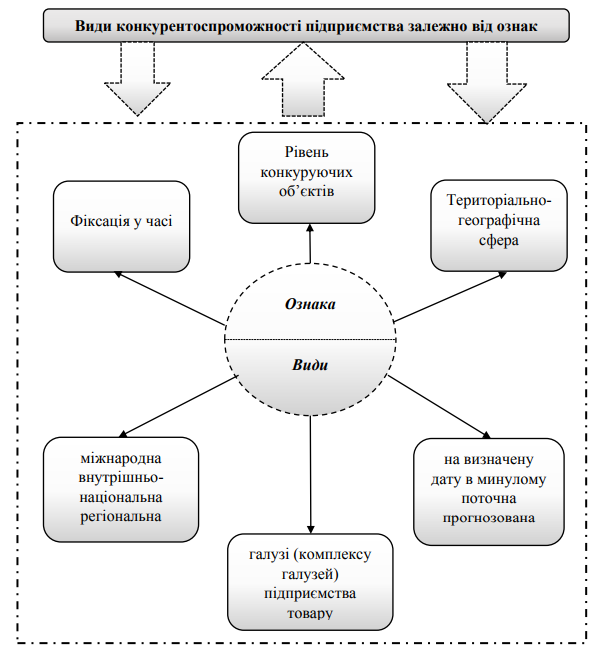 Види конкурентоспроможності підприємства залежно від ознак
Рівень
конкуруючих
об’єктів
Фіксація у часі
Територіально-
географічна
сфера
Ознака
Види
міжнародна
внутрішньо-
національна
регіональна
на визначену
дату в минулому
поточна
прогнозована
галузі (комплексу
галузей)
підприємства
товару